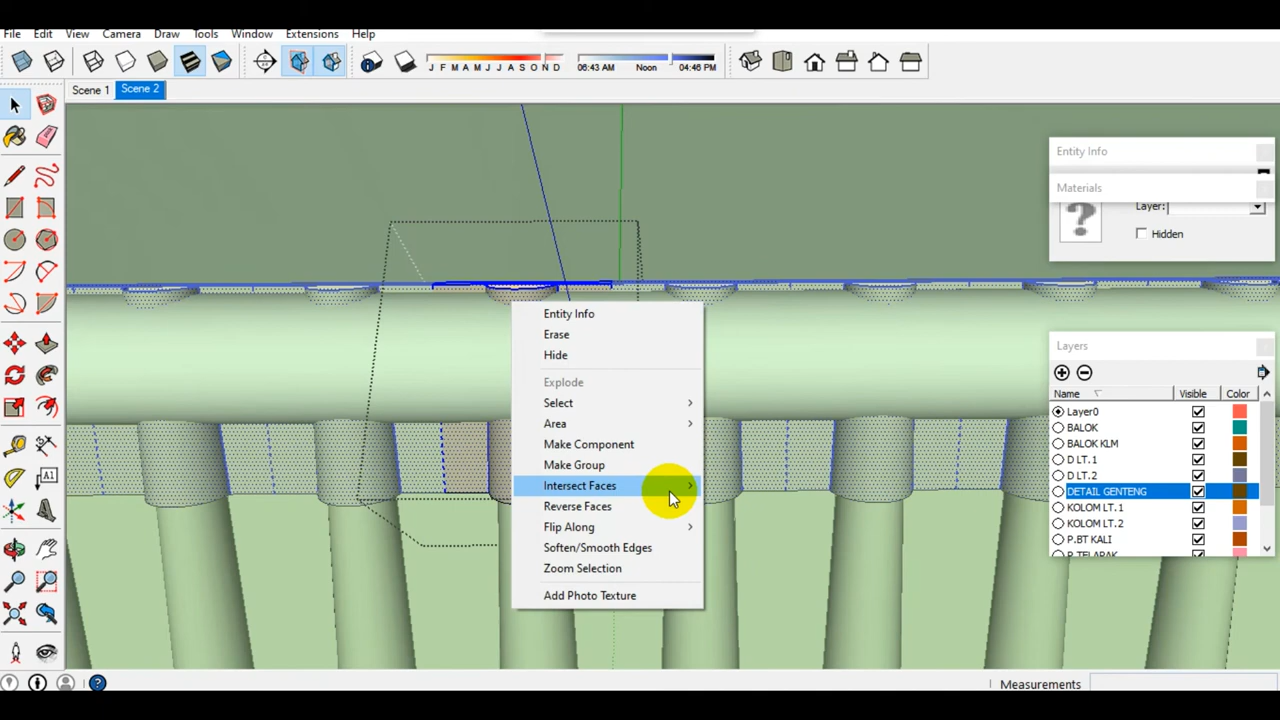 File Edit View Camera Draw Tools Window Extensions Help
J F M A M J J A S O N D 06:43 AM Noon 04:46 PM
Scene 1 Scene 2
Entity Info
Materials
Layer:
Hidden
Entity Info
Erase
Hide
Explode
Select
Area
Make Component
Make Group
Intersect Faces
Reverse Faces
Flip Along
Soften/Smooth Edges
Zoom Selection
Add Photo Texture
Layers
Name Visible Color
Layer0
BALOK
BALOK KLM
D LT.1
D LT.2
DETAIL GENTENG
KOLOM LT.1
KOLOM LT.2
P.BT KALI
P.TELAPAK
Measurements